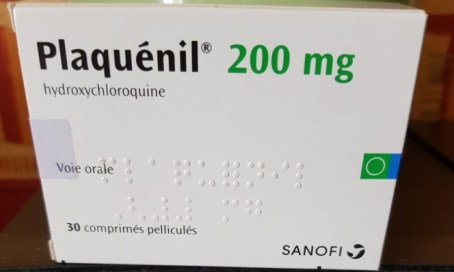 Plaquénil® 200 mg
hydroxychloroquine
Voie orale
30 comprimés pelliculés
SANOFI